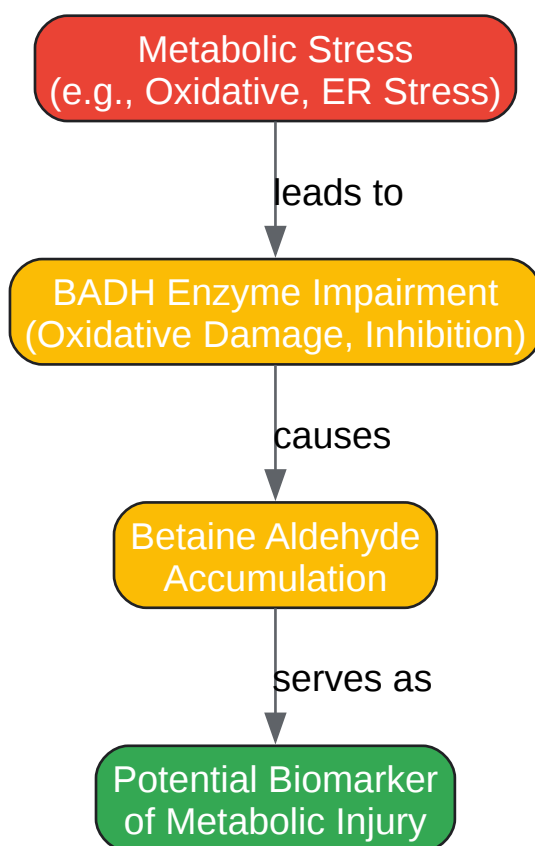 Metabolic Stress
(e.g., Oxidative, ER Stress)
leads to
BADH Enzyme Impairment
(Oxidative Damage, Inhibition)
causes
Betaine Aldehyde
Accumulation
serves as
Potential Biomarker
of Metabolic Injury